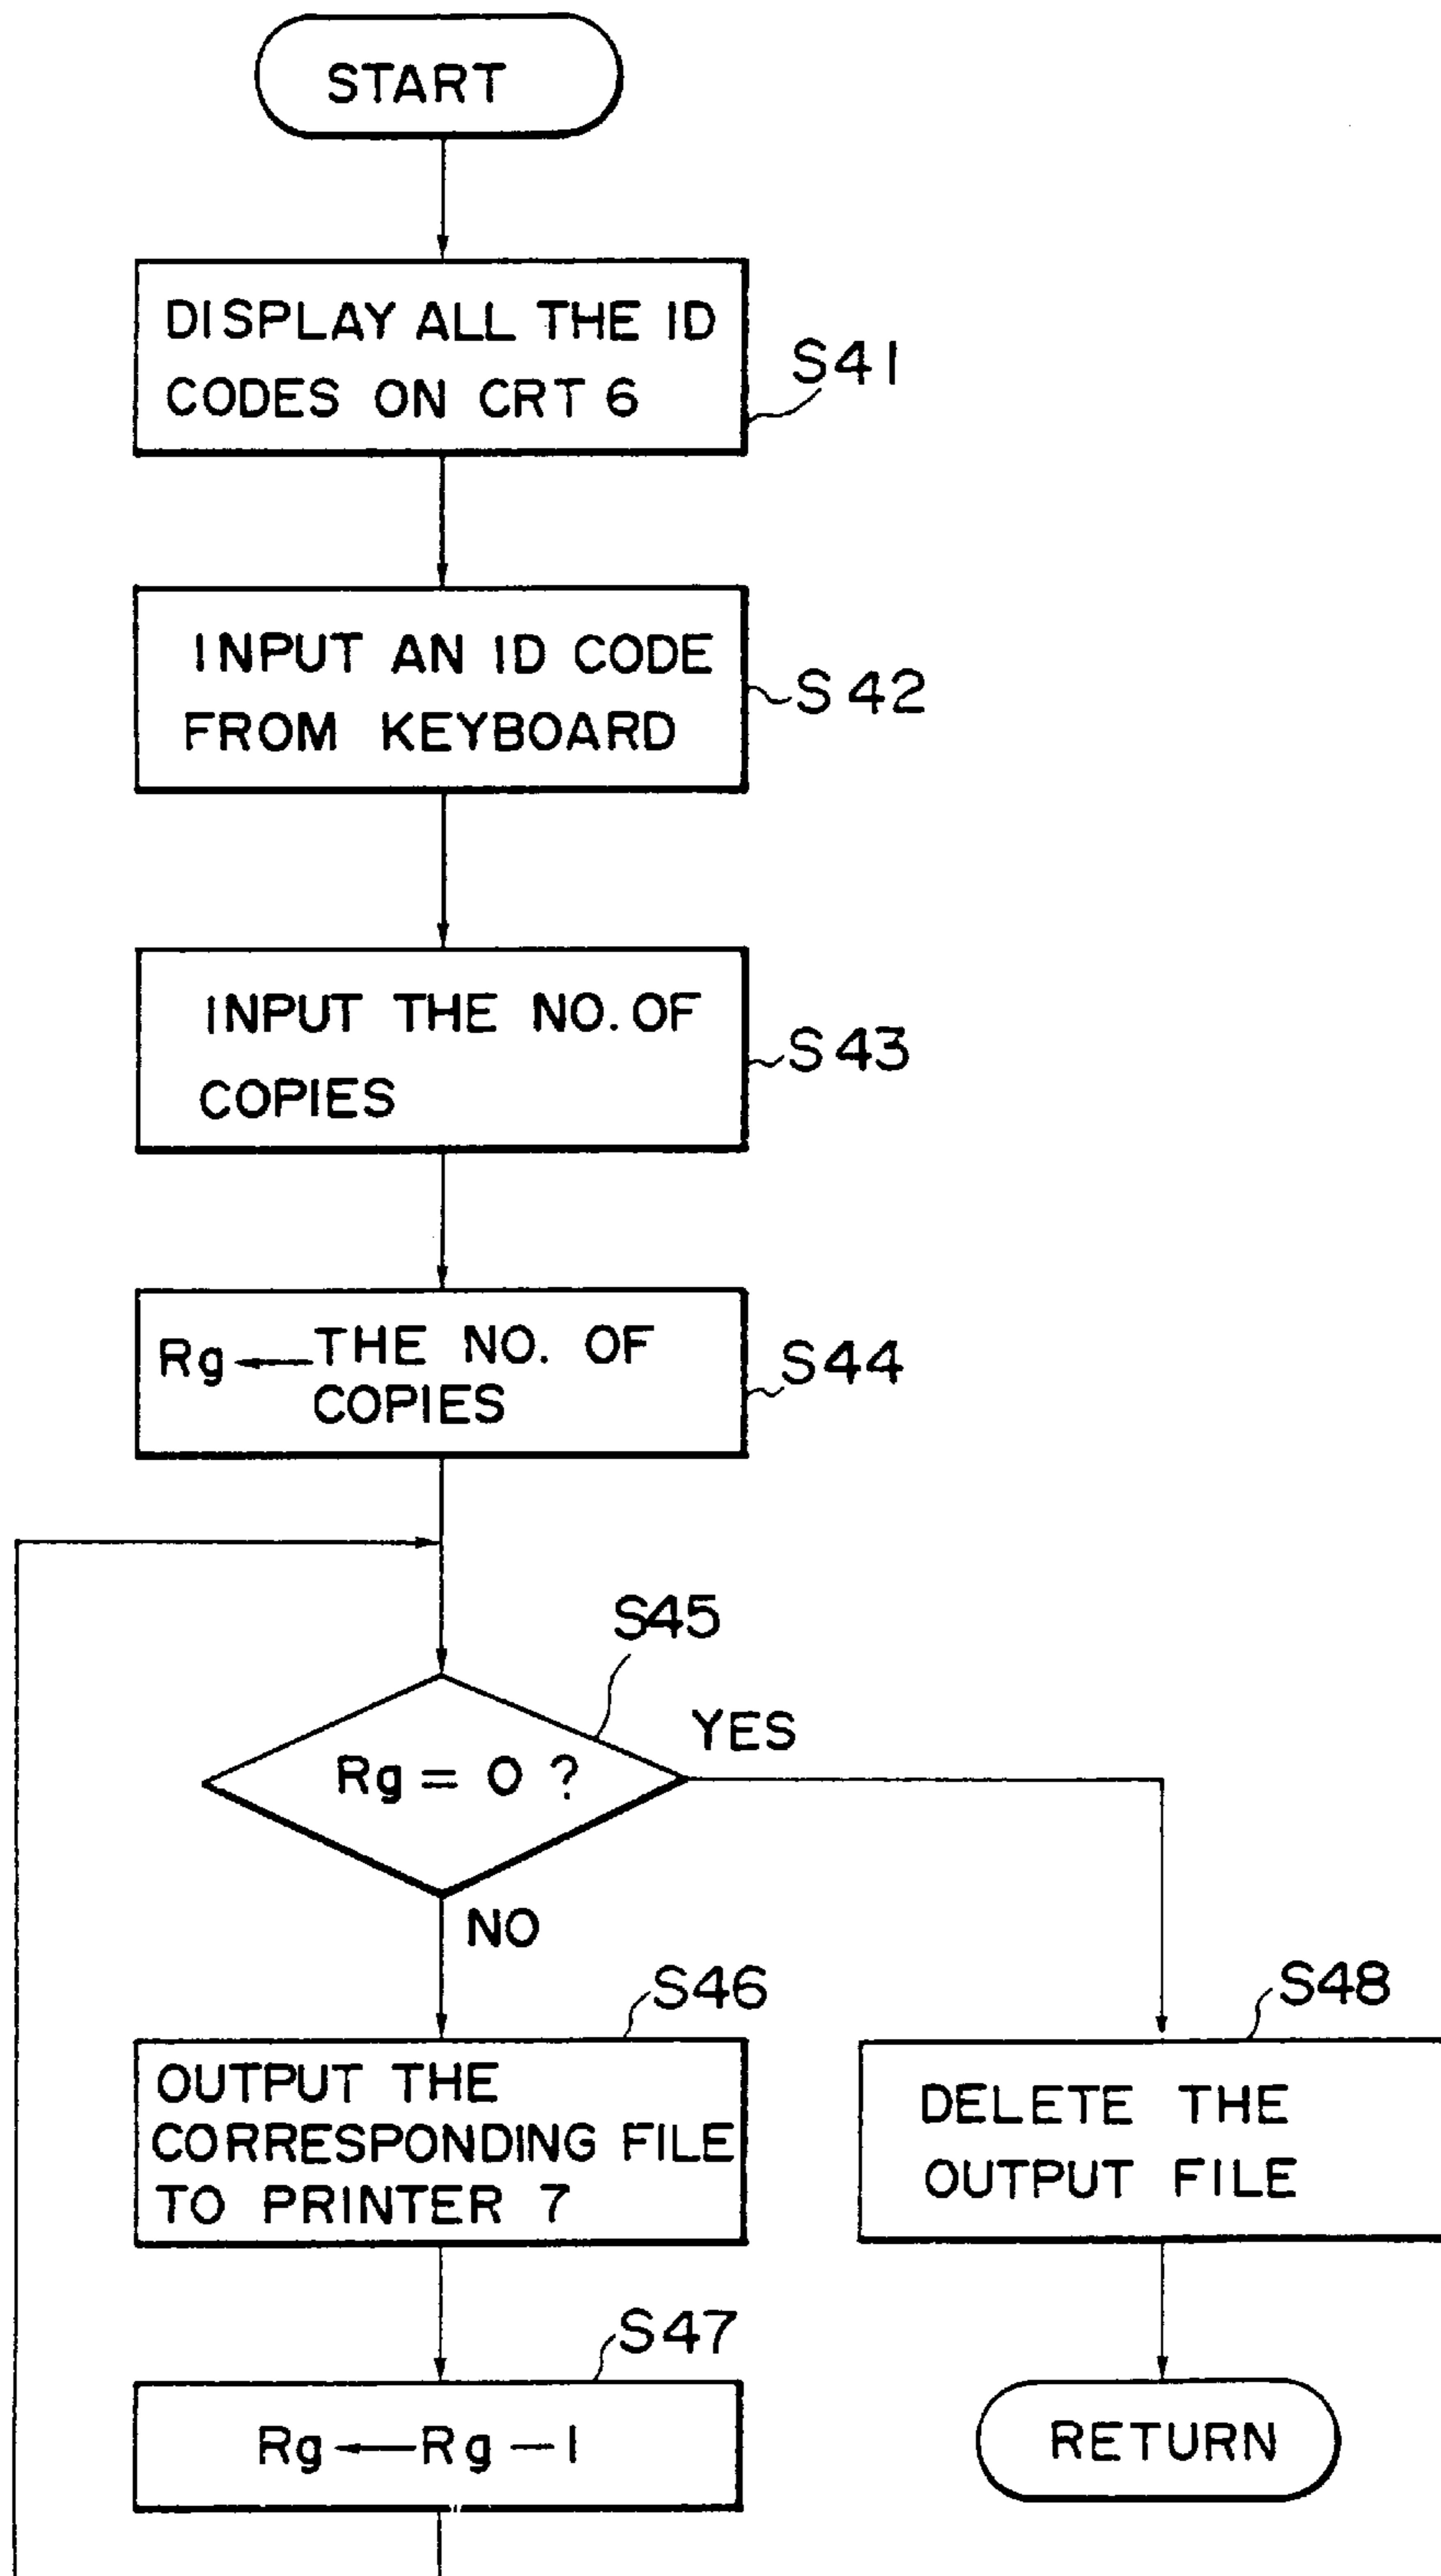 START
DISPLAY ALL THE ID
CODES ON CRT 6
S41
INPUT AN ID CODE
FROM KEYBOARD
S42
INPUT THE NO. OF
COPIES
S43
Rg ← THE NO. OF
COPIES
S44
S45
Rg = 0 ?
YES
NO
S46
OUTPUT THE
CORRESPONDING FILE
TO PRINTER 7
S48
DELETE THE
OUTPUT FILE
S47
Rg ← Rg - 1
RETURN